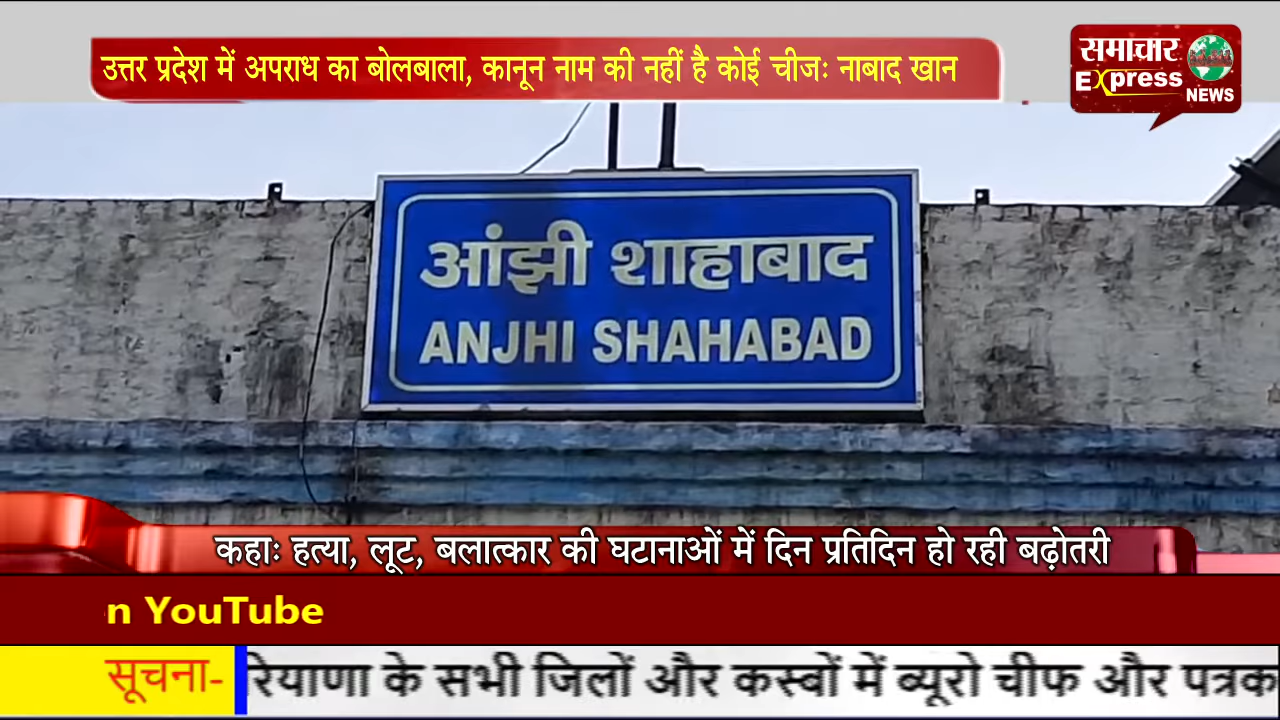 उत्तर प्रदेश में अपराध का बोलबाला, कानून नाम की नहीं है कोई चीजः नाबाद खान
समाच्रार
Express
NEWS
आंझी शाहाबाद
ANJHI SHAHABAD
कहाः हत्या, लूट, बलात्कार की घटानाओं में दिन प्रतिदिन हो रही बढ़ोतरी
n YouTube
सूचना- रियाणा के सभी जिलों और कस्बों में ब्यूरो चीफ और पत्रक